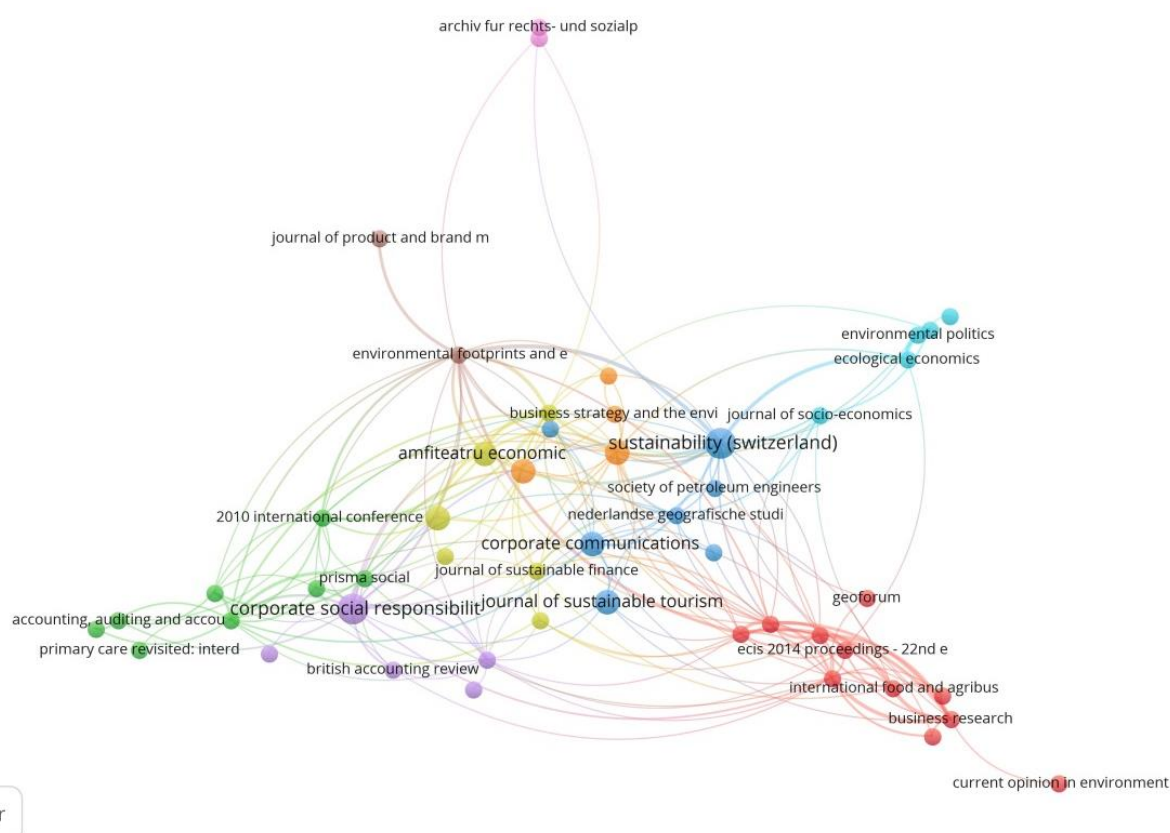 archiv fur rechts- und sozialp
journal of product and brand m
environmental politics
environmental footprints and e
ecological economics
business strategy and the envi
journal of socio-economics
sustainability (switzerland)
amfiteatru economic
society of petroleum engineers
nederlandse geografische studi
2010 international conference
corporate communications
journal of sustainable finance
prisma social
geoforum
journal of sustainable tourism
corporate social responsibilit
accounting, auditing and accou
primary care revisited: interd
ecis 2014 proceedings - 22nd e
british accounting review
international food and agribus
business research
current opinion in environment
r